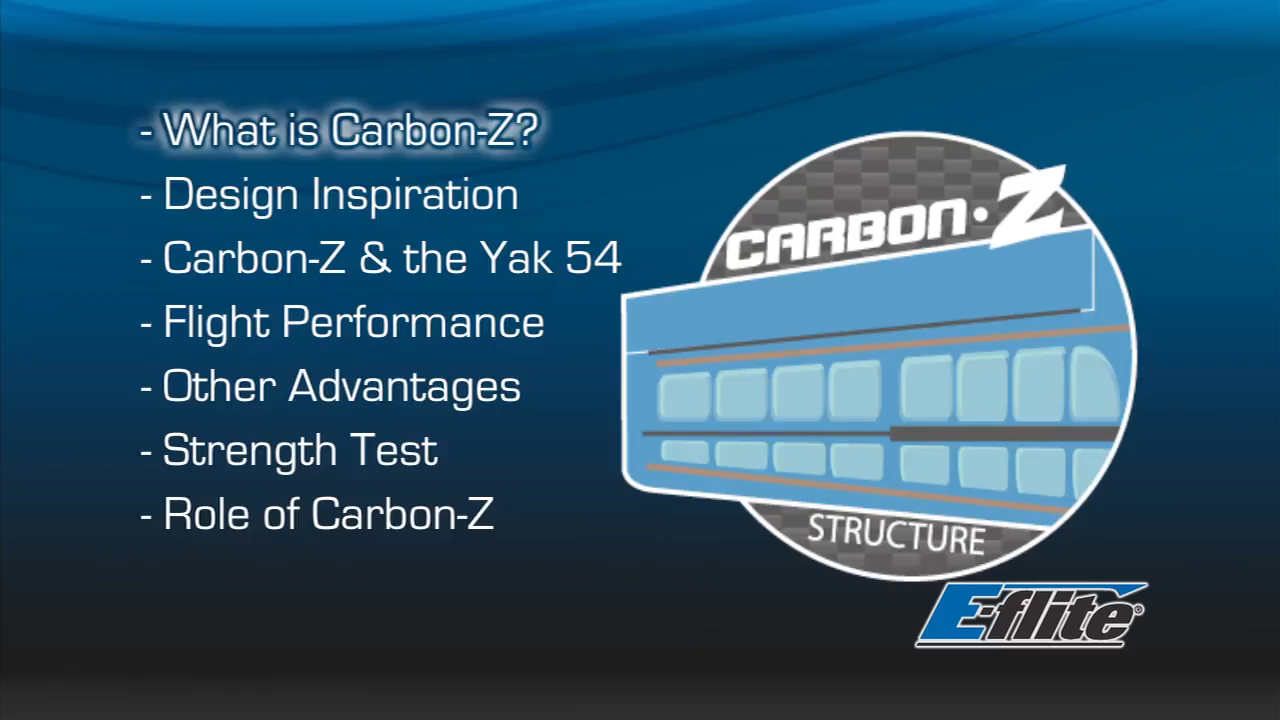 - What is Carbon-Z?
- Design Inspiration
- Carbon-Z & the Yak 54
- Flight Performance
- Other Advantages
- Strength Test
- Role of Carbon-Z
CARBON·Z
STRUCTURE
E-flite®